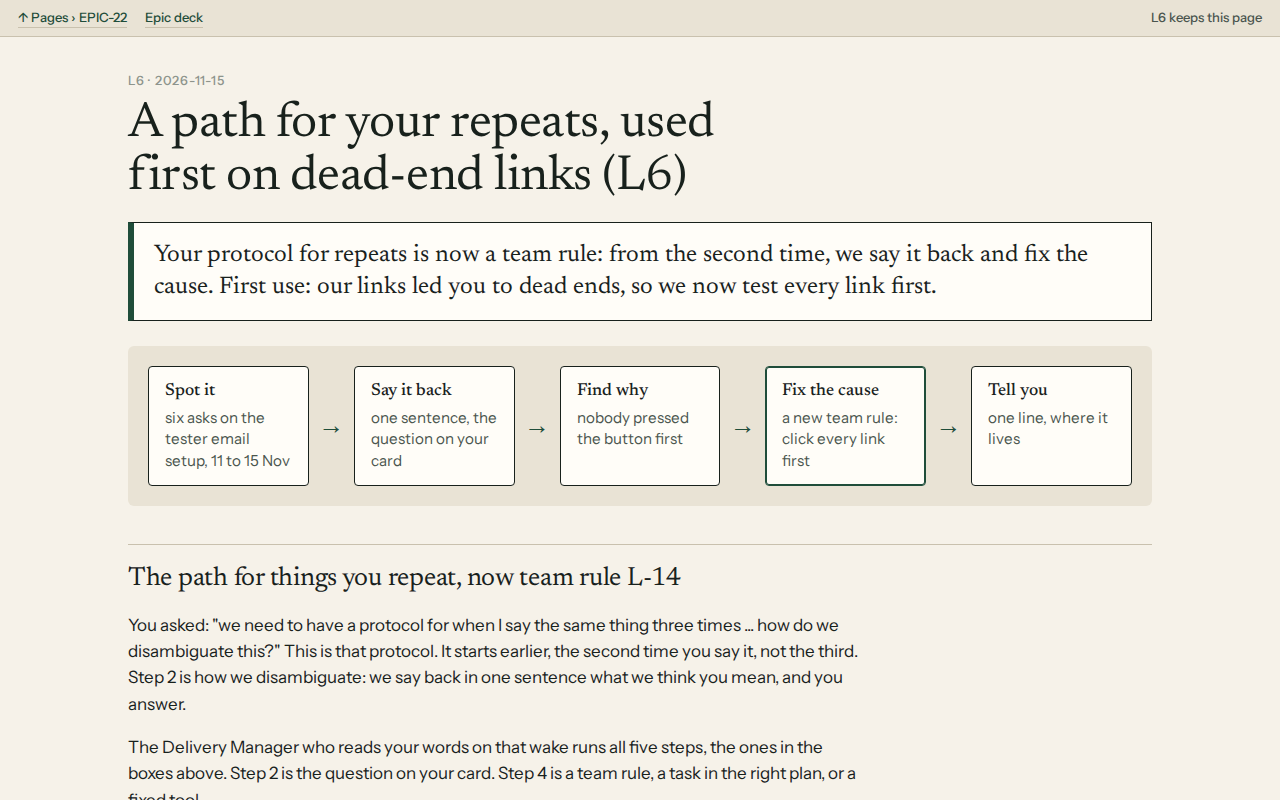 ↑ Pages › EPIC-22
Epic deck
L6 keeps this page
L6 · 2026-11-15
A path for your repeats, used
first on dead-end links (L6)
Your protocol for repeats is now a team rule: from the second time, we say it back and fix the
cause. First use: our links led you to dead ends, so we now test every link first.
Spot it
six asks on the
tester email
setup, 11 to 15 Nov
→
Say it back
one sentence, the
question on your
card
→
Find why
nobody pressed
the button first
→
Fix the cause
a new team rule:
click every link
first
→
Tell you
one line, where it
lives
The path for things you repeat, now team rule L-14
You asked: "we need to have a protocol for when I say the same thing three times ... how do we
disambiguate this?" This is that protocol. It starts earlier, the second time you say it, not the third.
Step 2 is how we disambiguate: we say back in one sentence what we think you mean, and you
answer.
The Delivery Manager who reads your words on that wake runs all five steps, the ones in the
boxes above. Step 2 is the question on your card. Step 4 is a team rule, a task in the right plan, or a
fixed tool.